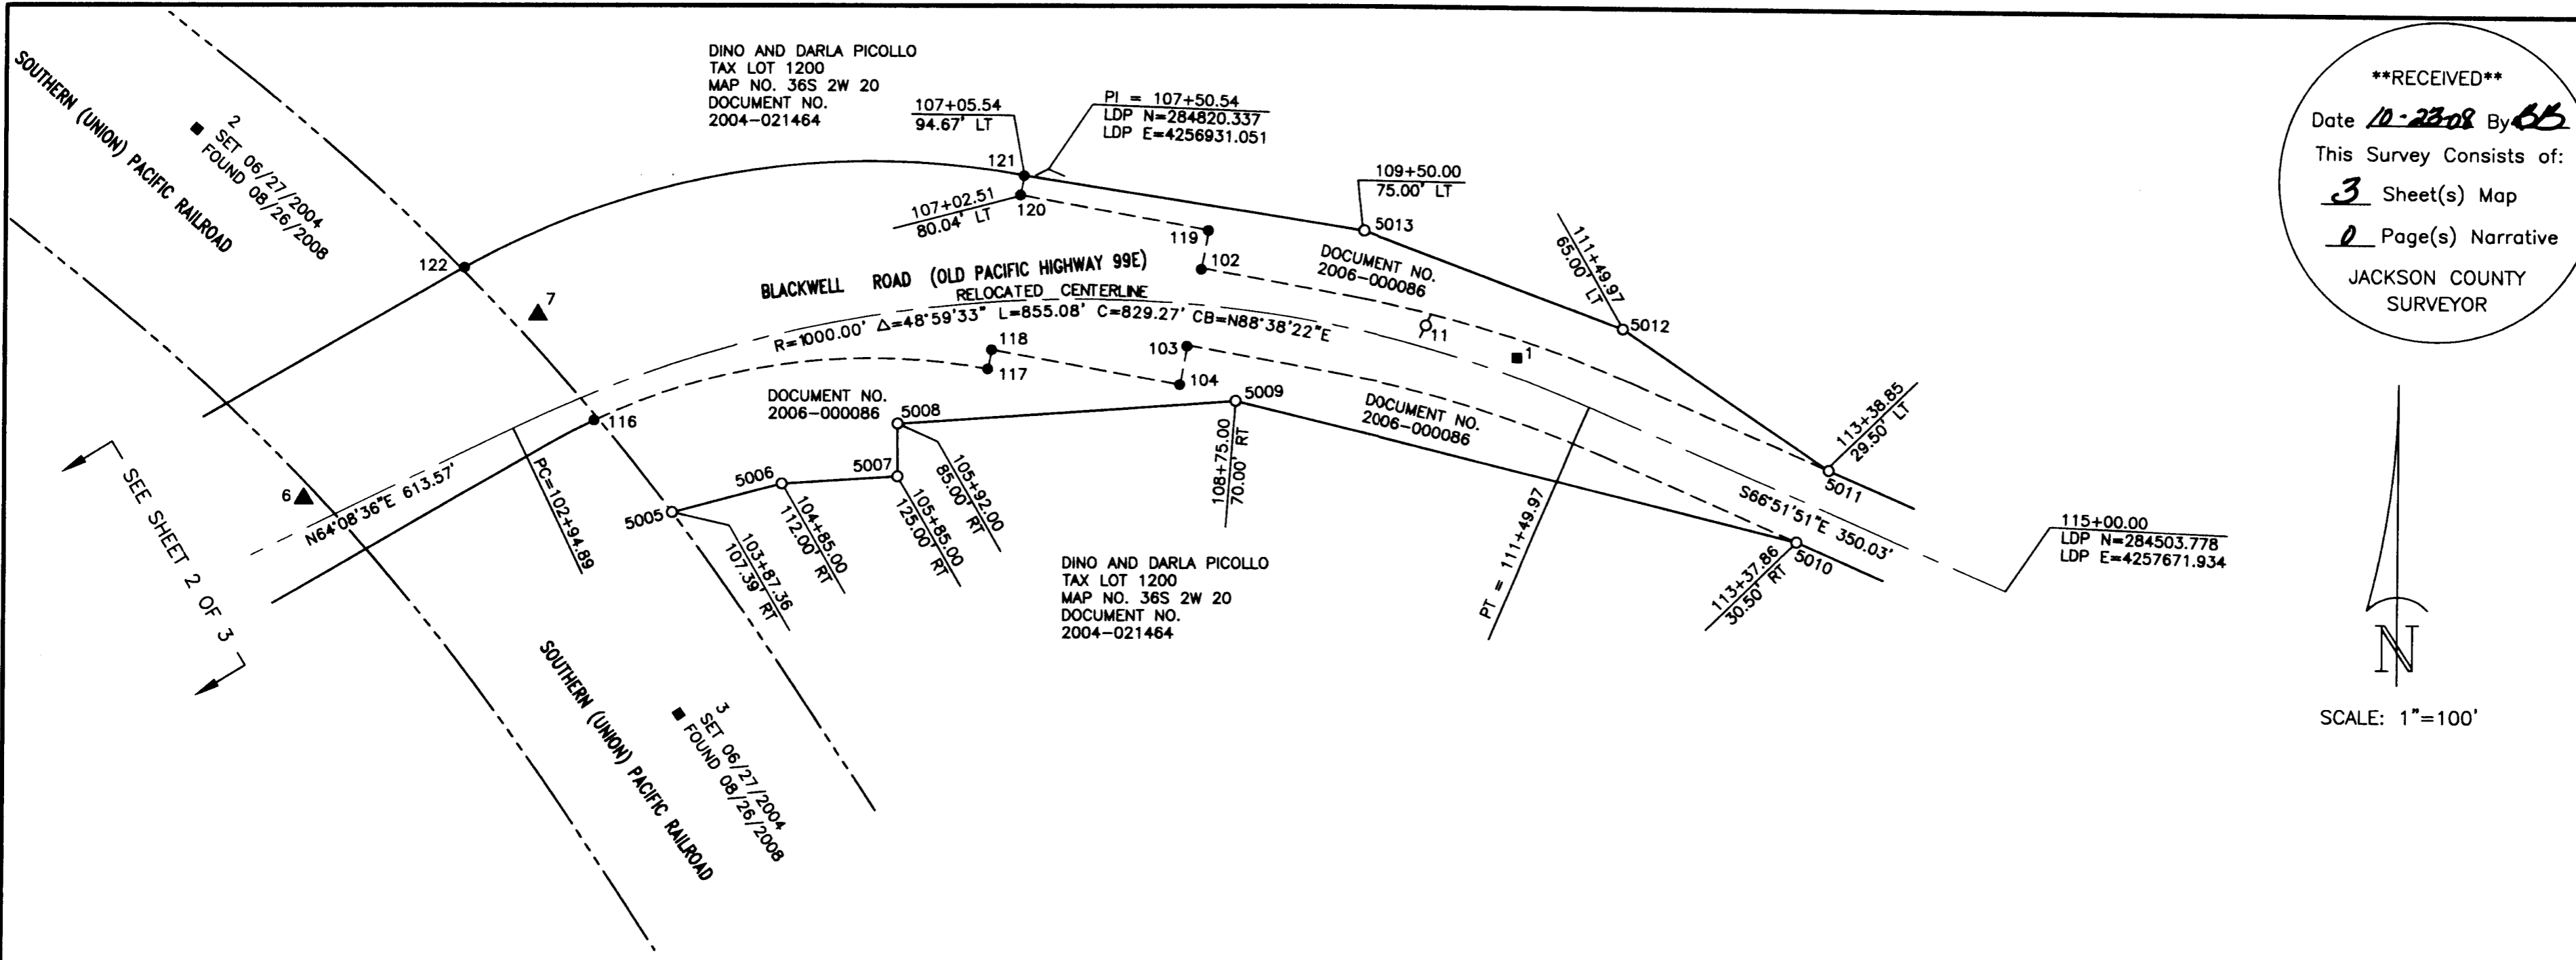 SOUTHERN (UNION) PACIFIC RAILROAD
2
SET 06/27/2004
FOUND 08/26/2008
DINO AND DARLA PICOLLO
TAX LOT 1200
MAP NO. 36S 2W 20
DOCUMENT NO.
2004-021464
107+05.54
94.67' LT
PI = 107+50.54
LDP N=284820.337
LDP E=4256931.051
121
107+02.51
80.04' LT
120
109+50.00
75.00' LT
5013
119
102
DOCUMENT NO.
2006-000086
111+49.97
65.00' LT
5012
122
7
BLACKWELL ROAD (OLD PACIFIC HIGHWAY 99E)
RELOCATED CENTERLINE
R=1000.00' Δ=48°59'33" L=855.08' C=829.27' CB=N88°38'22"E
11
1
118
117
103
104
116
DOCUMENT NO.
2006-000086
5008
5009
DOCUMENT NO.
2006-000086
113+38.85
29.50' LT
5011
SEE SHEET 2 OF 3
6
N64°08'36"E 613.57'
PC=102+94.89
5005
5006
5007
103+87.36
107.39' RT
104+85.00
112.00' RT
105+85.00
125.00' RT
105+92.00
85.00' RT
108+75.00
70.00' RT
PT = 111+49.97
S66°51'51"E 350.03'
5010
113+37.86
30.50' RT
115+00.00
LDP N=284503.778
LDP E=4257671.934
DINO AND DARLA PICOLLO
TAX LOT 1200
MAP NO. 36S 2W 20
DOCUMENT NO.
2004-021464
SOUTHERN (UNION) PACIFIC RAILROAD
3
SET 06/27/2004
FOUND 08/26/2008
**RECEIVED**
Date 10-23-08 By BB
This Survey Consists of:
3 Sheet(s) Map
0 Page(s) Narrative
JACKSON COUNTY
SURVEYOR
N
SCALE: 1"=100'